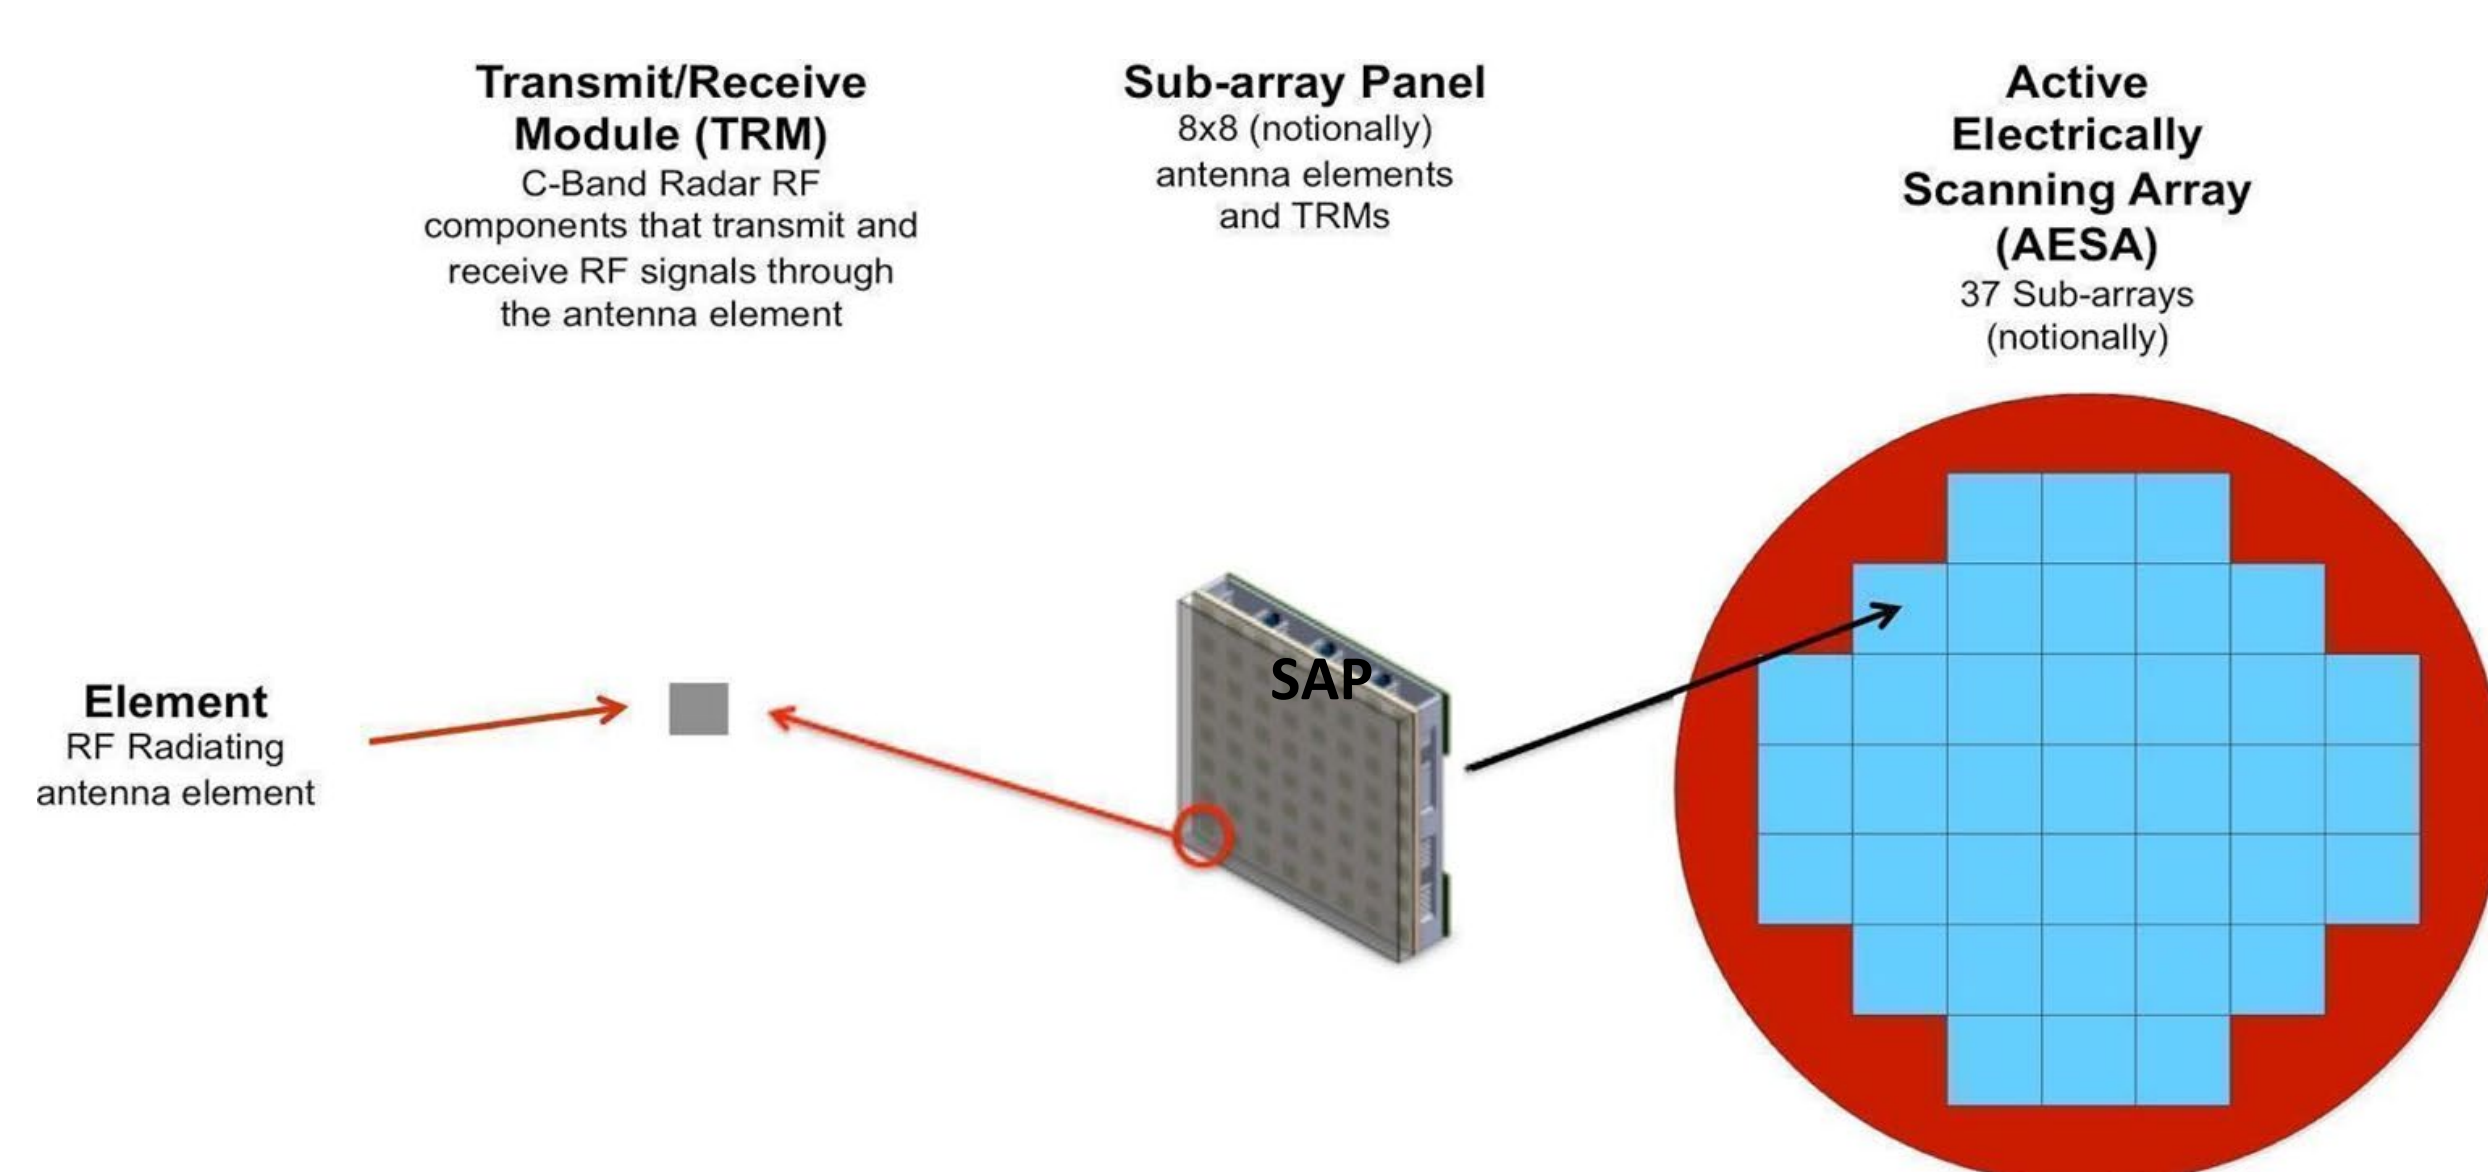 Transmit/Receive
Module (TRM)
C-Band Radar RF
components that transmit and
receive RF signals through
the antenna element
Sub-array Panel
8x8 (notionally)
antenna elements
and TRMs
Active
Electrically
Scanning Array
(AESA)
37 Sub-arrays
(notionally)
SAP
Element
RF Radiating
antenna element